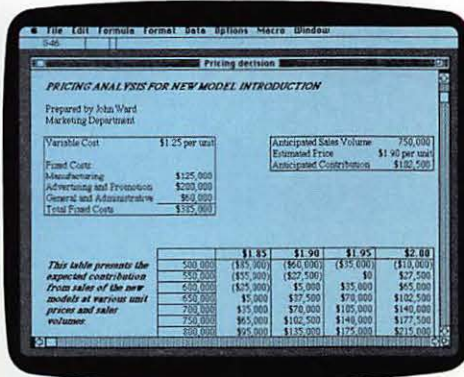 File Edit Formula Format Data Options Macro Window
Pricing decision
PRICING ANALYSIS FOR NEW MODEL INTRODUCTION
Prepared by John Ward
Marketing Department
Variable Cost $1.25 per unit Anticipated Sales Volume 750,000
Estimated Price $1.90 per unit
Fixed Costs Anticipated Contribution $102,500
Manufacturing $125,000
Advertising and Promotion $200,000
General and Administrative $60,000
Total Fixed Costs $385,000
$1.85 $1.90 $1.95 $2.00
This table presents the 500,000 ($85,000) ($60,000) ($35,000) ($10,000)
expected contribution 550,000 ($55,000) ($27,500) $0 $27,500
from sales of the new 600,000 ($25,000) $5,000 $35,000 $65,000
models at various unit 650,000 $5,000 $37,500 $70,000 $102,500
prices and sales 700,000 $35,000 $70,000 $105,000 $140,000
volumes. 750,000 $65,000 $102,500 $140,000 $177,500
800,000 $95,000 $135,000 $175,000 $215,000